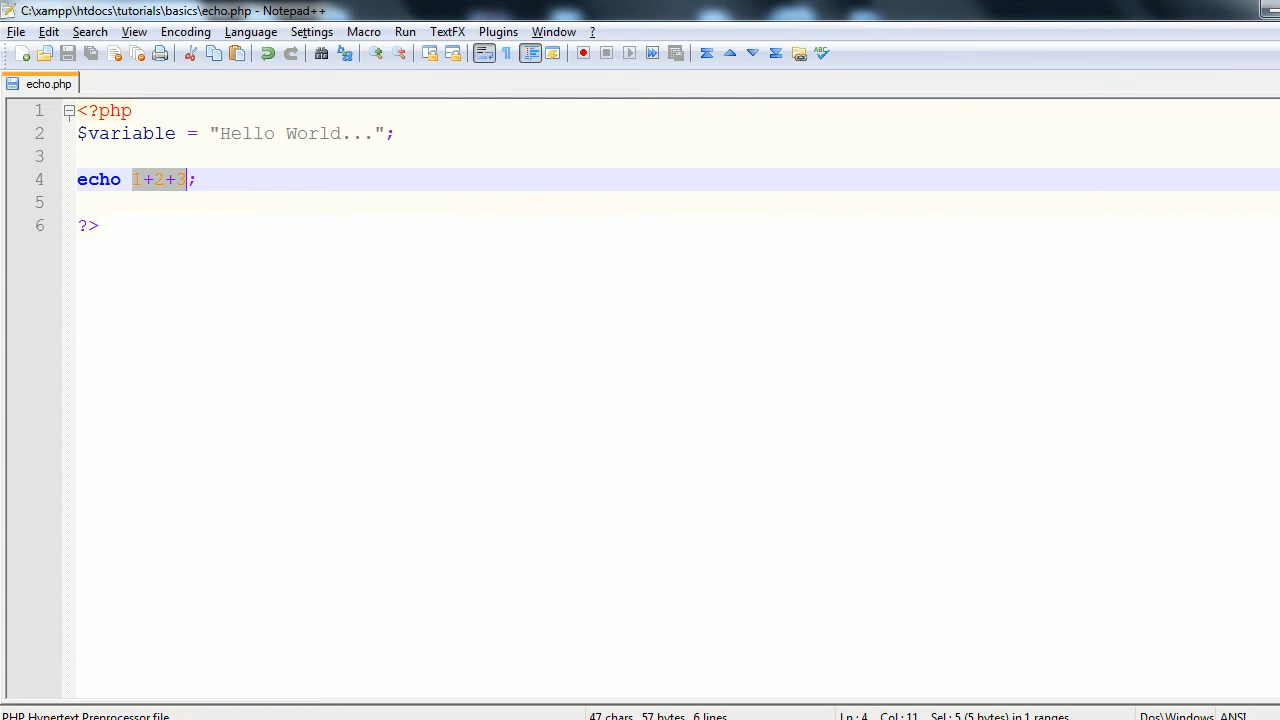 C:\xampp\htdocs\tutorials\basics\echo.php - Notepad++
File Edit Search View Encoding Language Settings Macro Run TextFX Plugins Window ?
echo.php
1 <?php
2 $variable = "Hello World...";
3
4 echo 1+2+3;
5
6 ?>
PHP Hypertext Preprocessor file 47 chars 57 bytes 6 lines Ln : 4 Col : 11 Sel : 5 (5 bytes) in 1 ranges Dos\Windows ANSI